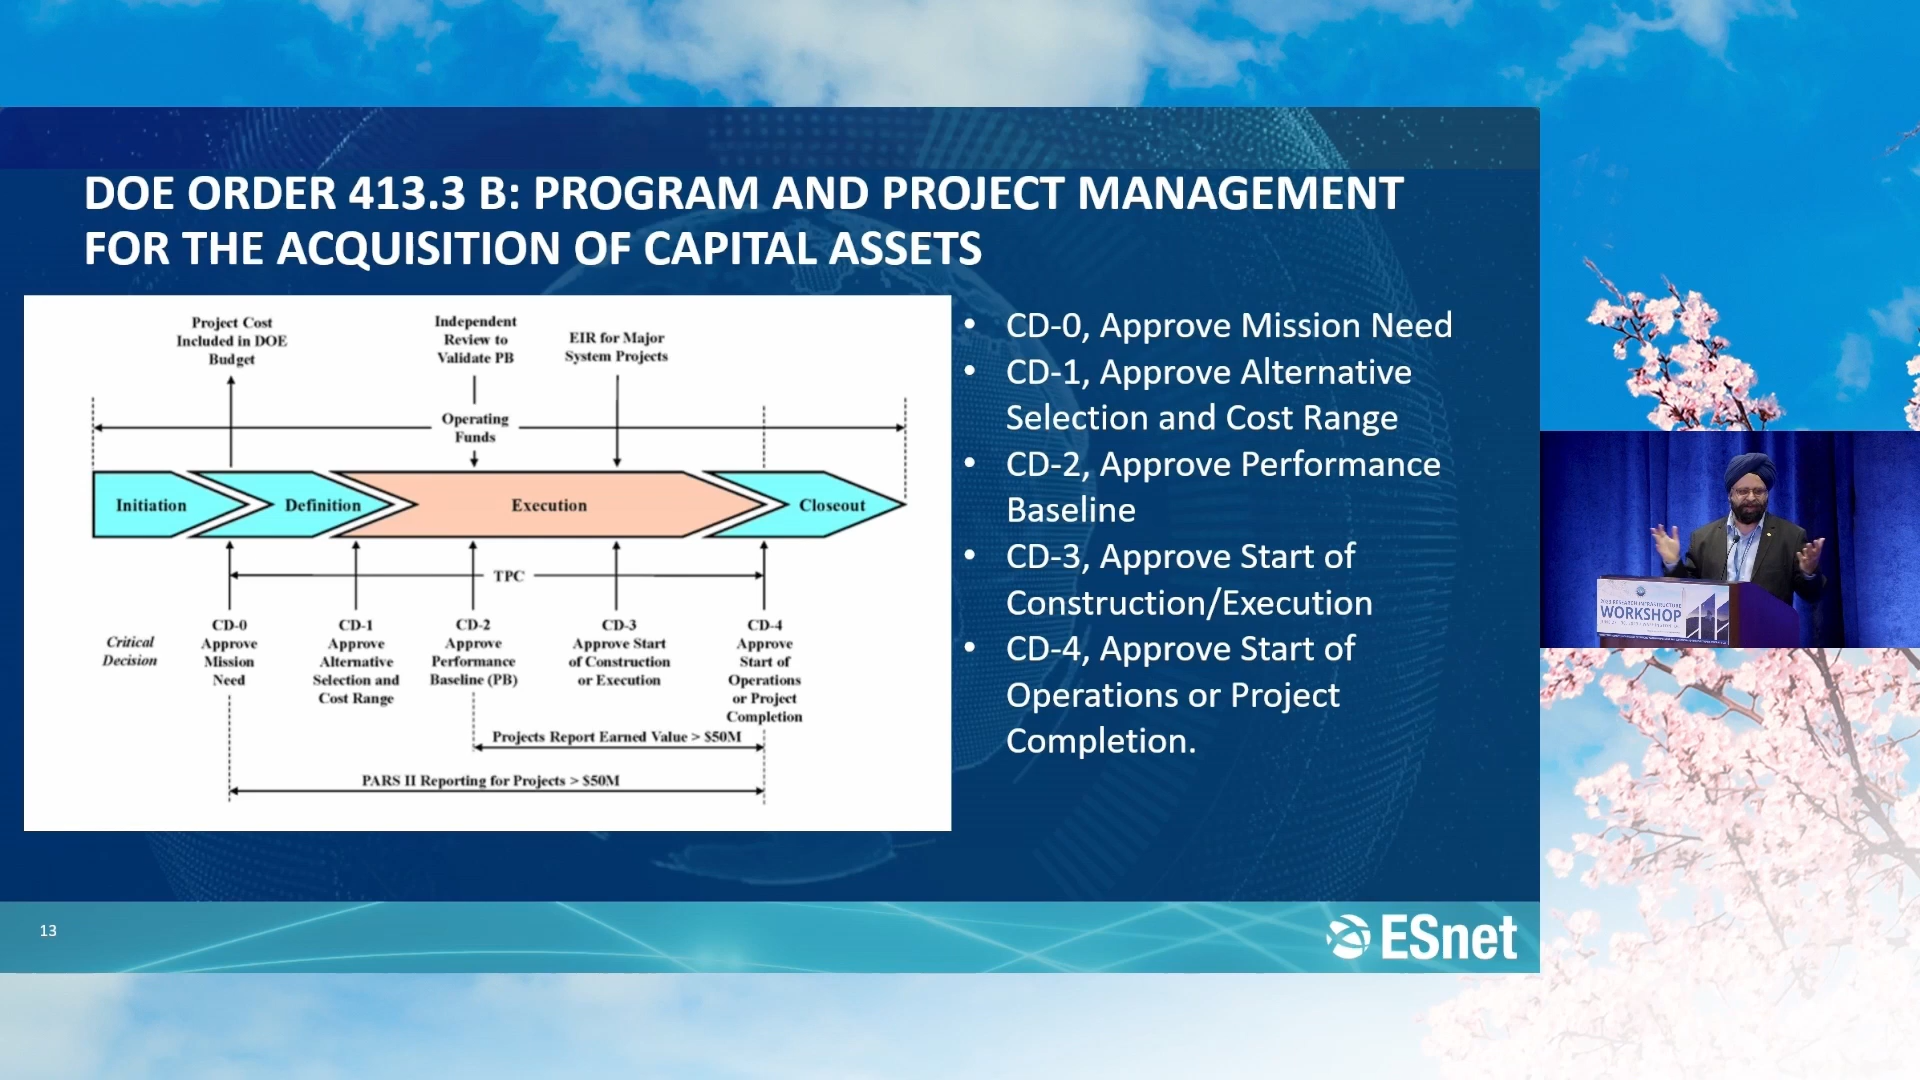 DOE ORDER 413.3 B: PROGRAM AND PROJECT MANAGEMENT
FOR THE ACQUISITION OF CAPITAL ASSETS
Project Cost
Included in DOE
Budget
Independent
Review to
Validate PB
EIR for Major
System Projects
Operating
Funds
Initiation
Definition
Execution
Closeout
TPC
Critical
Decision
CD-0
Approve
Mission
Need
CD-1
Approve
Alternative
Selection and
Cost Range
CD-2
Approve
Performance
Baseline (PB)
CD-3
Approve Start
of Construction
or Execution
CD-4
Approve
Start of
Operations
or Project
Completion
Projects Report Earned Value > $50M
PARS II Reporting for Projects > $50M
• CD-0, Approve Mission Need
• CD-1, Approve Alternative
Selection and Cost Range
• CD-2, Approve Performance
Baseline
• CD-3, Approve Start of
Construction/Execution
• CD-4, Approve Start of
Operations or Project
Completion.
2023 RESEARCH INFRASTRUCTURE
WORKSHOP
13
ESnet